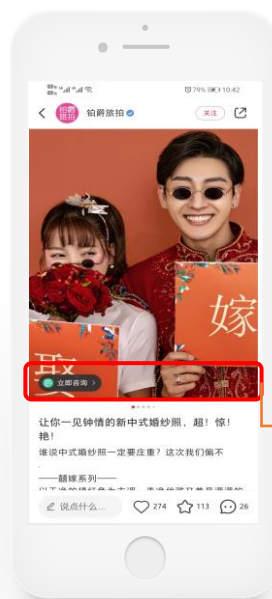 79% 10:42
铂爵旅拍
铂爵旅拍
关注
娶
嫁
立即咨询 >
让你一见钟情的新中式婚纱照，超！惊！
艳！
谁说中式婚纱照一定要庄重？这次我们偏不
.
——囍嫁系列——
说点什么...
274
113
26